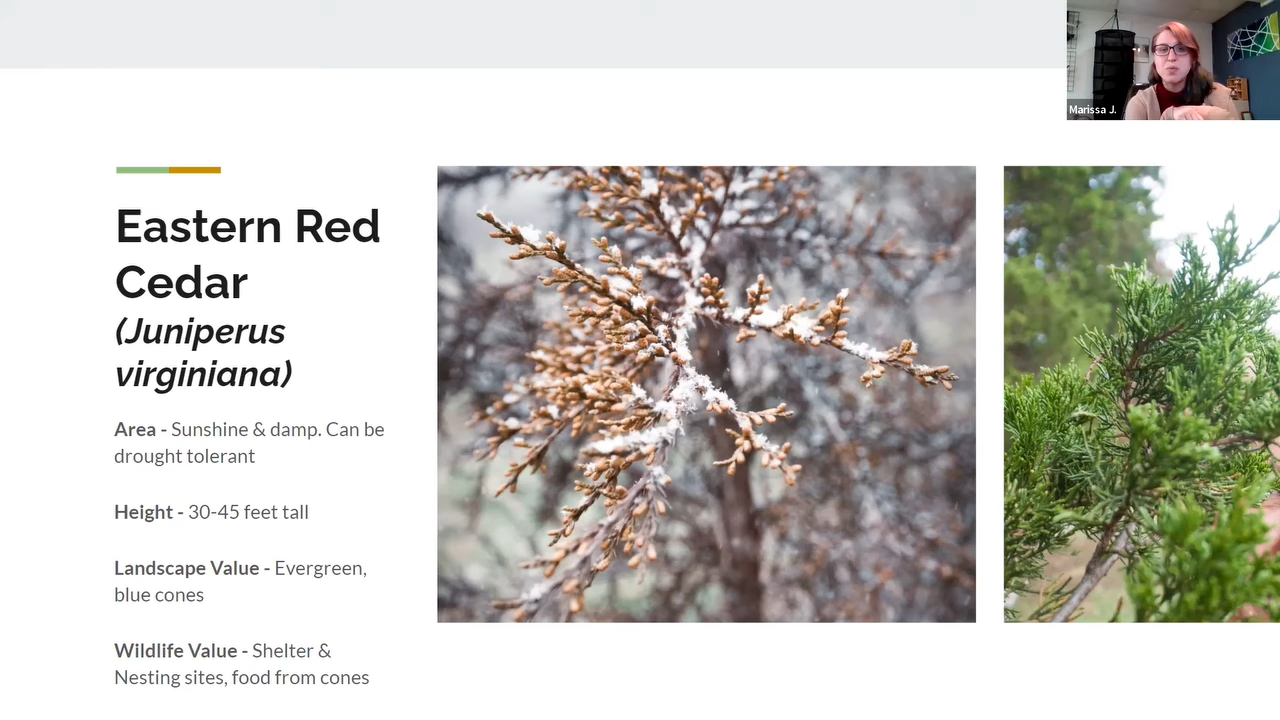 Marissa J.
Eastern Red
Cedar
(Juniperus
virginiana)
Area - Sunshine & damp. Can be
drought tolerant
Height - 30-45 feet tall
Landscape Value - Evergreen,
blue cones
Wildlife Value - Shelter &
Nesting sites, food from cones